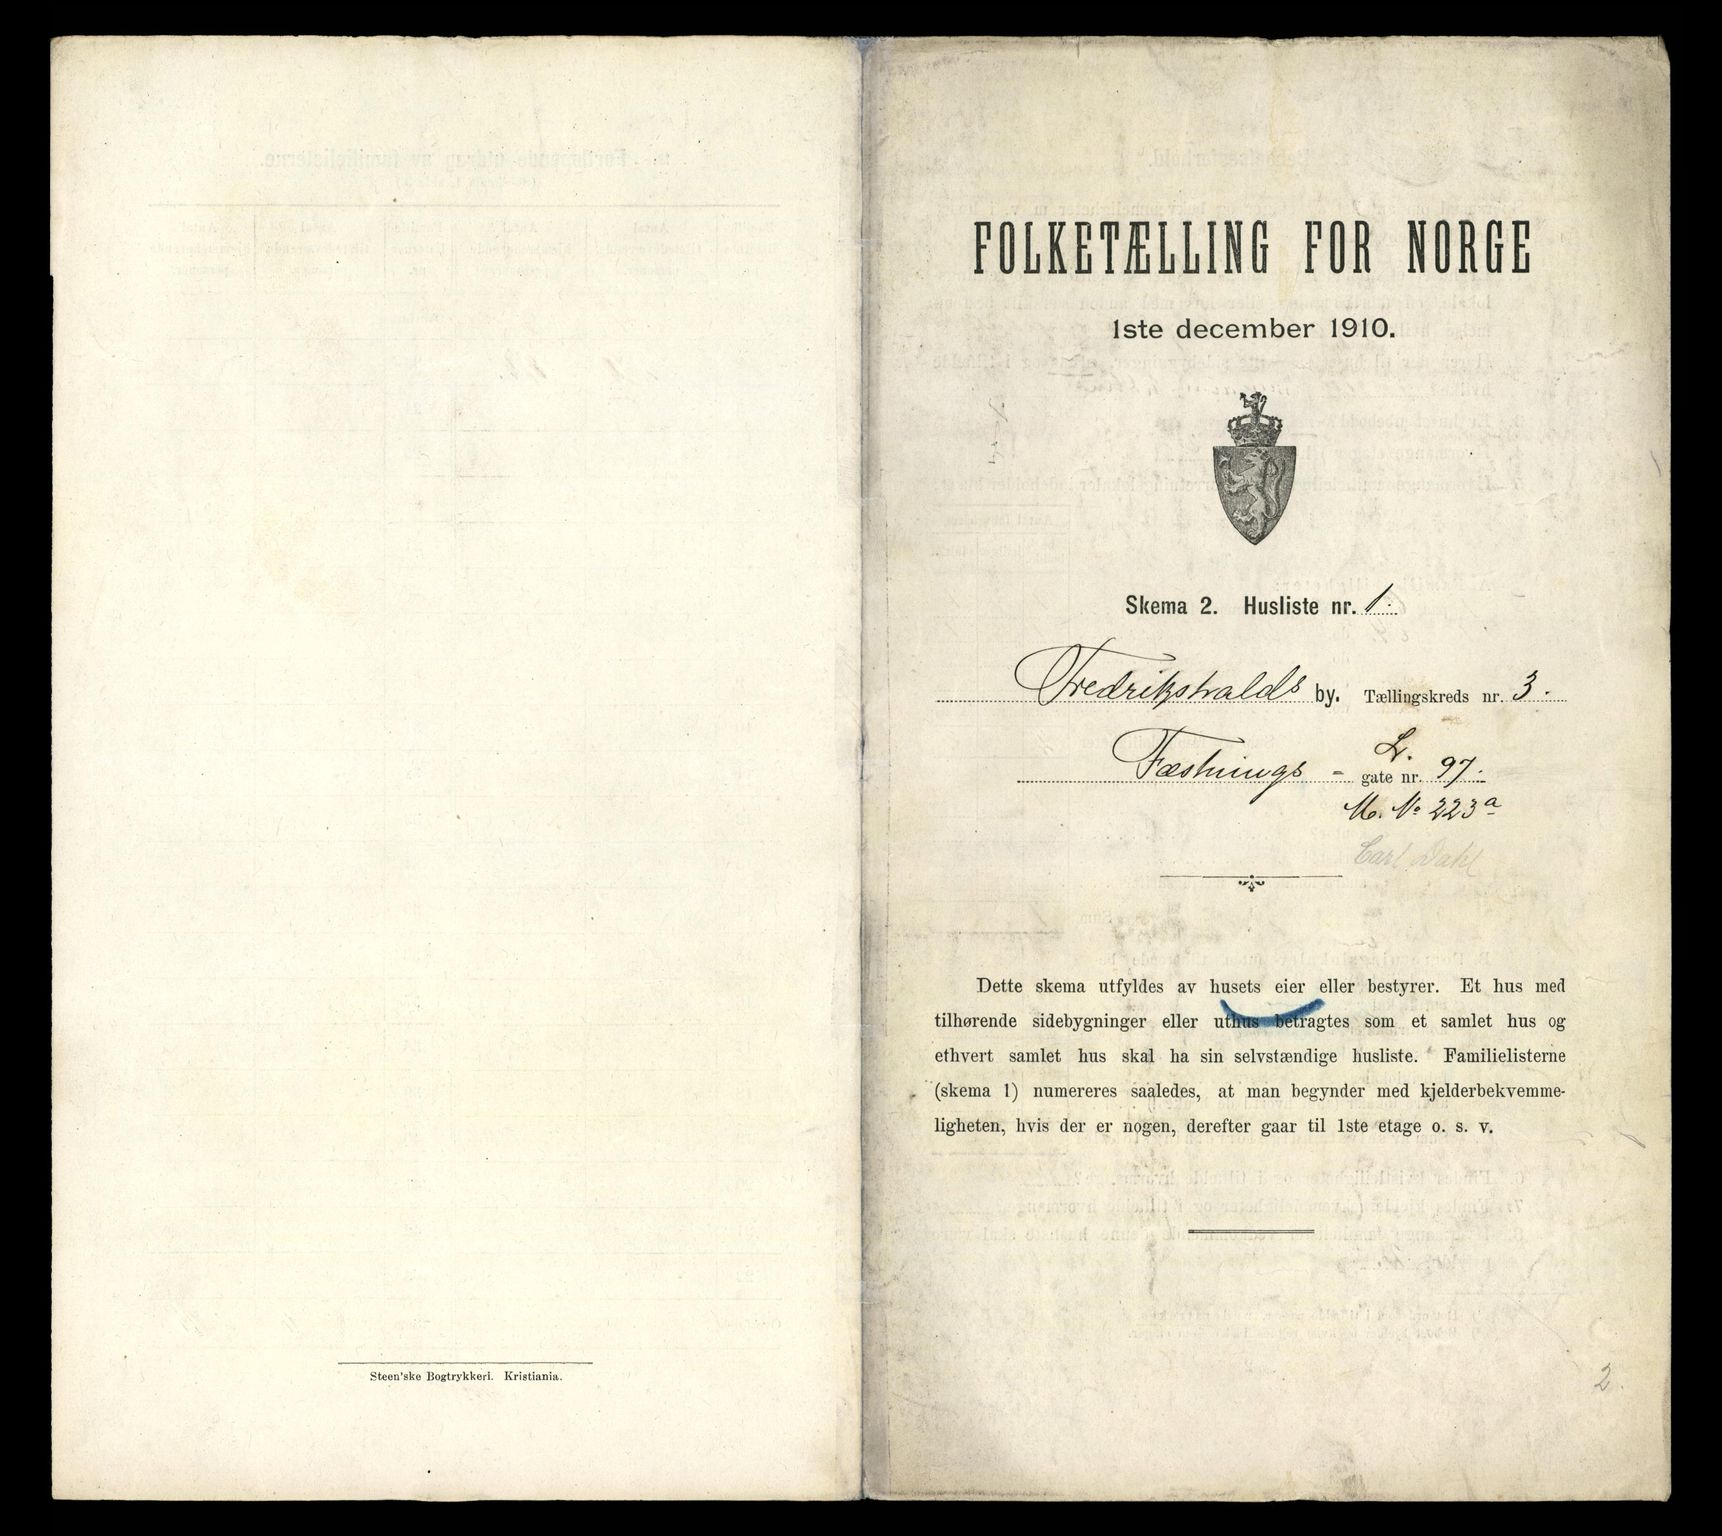 Steen'ske Bogtrykkeri. Kristiania.
FOLKETÆLLING FOR NORGE
1ste december 1910.
Skema 2. Husliste nr. 1.
Fredrikshalds by. Tællingskreds nr. 3.
Fæstnings - gate nr. 97.
M. No 223a
Carl Dahl
Dette skema utfyldes av husets eier eller bestyrer. Et hus med
tilhørende sidebygninger eller uthus betragtes som et samlet hus og
ethvert samlet hus skal ha sin selvstændige husliste. Familielisterne
(skema 1) numereres saaledes, at man begynder med kjelderbekvemme-
ligheten, hvis der er nogen, derefter gaar til 1ste etage o. s. v.
2